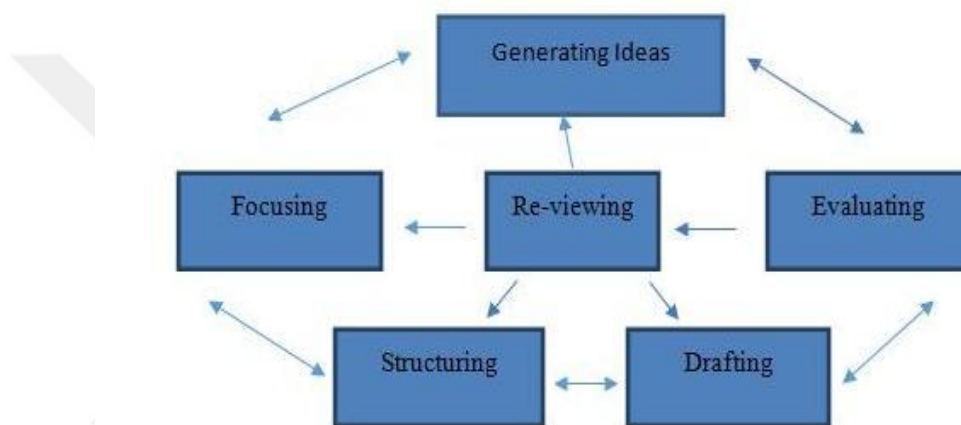 Generating Ideas
Focusing
Re-viewing
Evaluating
Structuring
Drafting